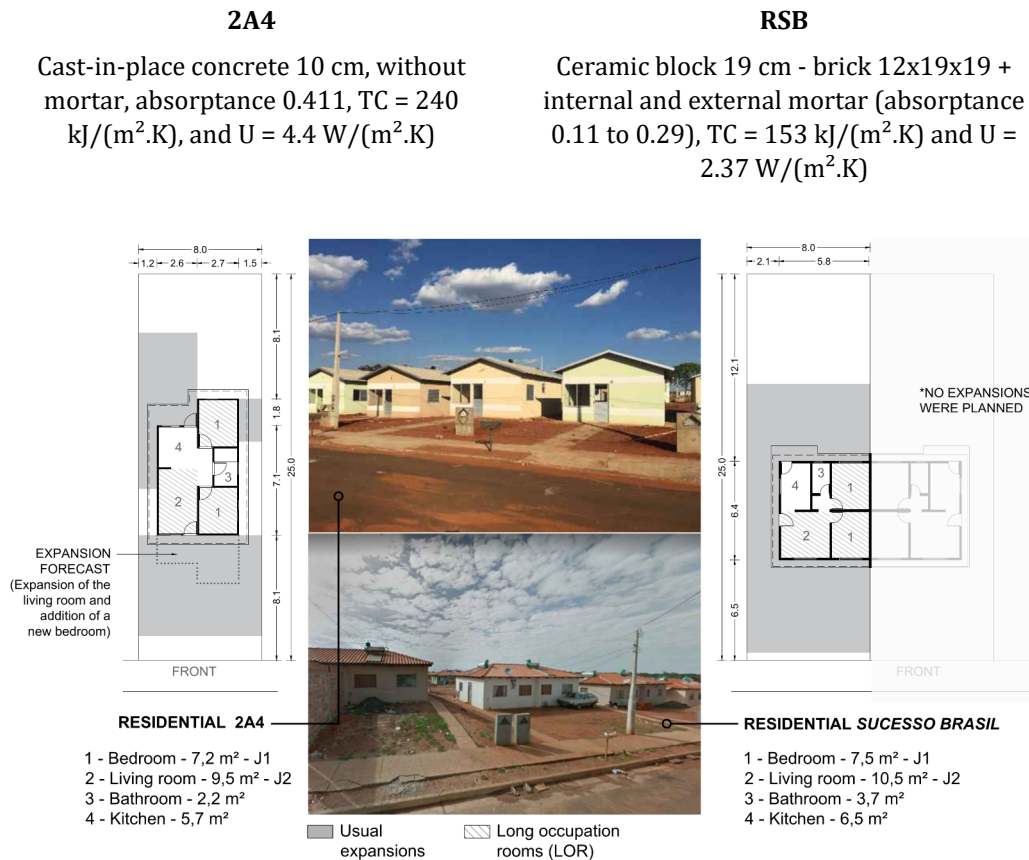 2A4
Cast-in-place concrete 10 cm, without
mortar, absorptance 0.411, TC = 240
kJ/(m².K), and U = 4.4 W/(m².K)
RSB
Ceramic block 19 cm - brick 12x19x19 +
internal and external mortar (absorptance
0.11 to 0.29), TC = 153 kJ/(m².K) and U =
2.37 W/(m².K)
8.0
1.2 2.6 2.7 1.5
8.1
1.8
7.1
25.0
8.1
4
1
3
2
1
EXPANSION
FORECAST
(Expansion of the
living room and
addition of a
new bedroom)
FRONT
8.0
2.1 5.8
12.1
25.0
6.4
6.5
4
3
1
2
1
*NO EXPANSIONS
WERE PLANNED
FRONT
RESIDENTIAL 2A4
1 - Bedroom - 7,2 m² - J1
2 - Living room - 9,5 m² - J2
3 - Bathroom - 2,2 m²
4 - Kitchen - 5,7 m²
RESIDENTIAL SUCESSO BRASIL
1 - Bedroom - 7,5 m² - J1
2 - Living room - 10,5 m² - J2
3 - Bathroom - 3,7 m²
4 - Kitchen - 6,5 m²
Usual
expansions
Long occupation
rooms (LOR)